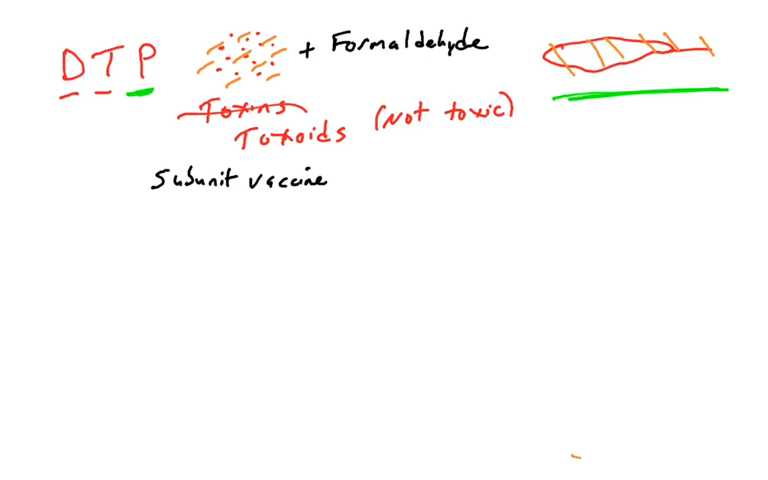 DTP + Formaldehyde
Toxins
Toxoids (Not toxic)
Subunit vaccine